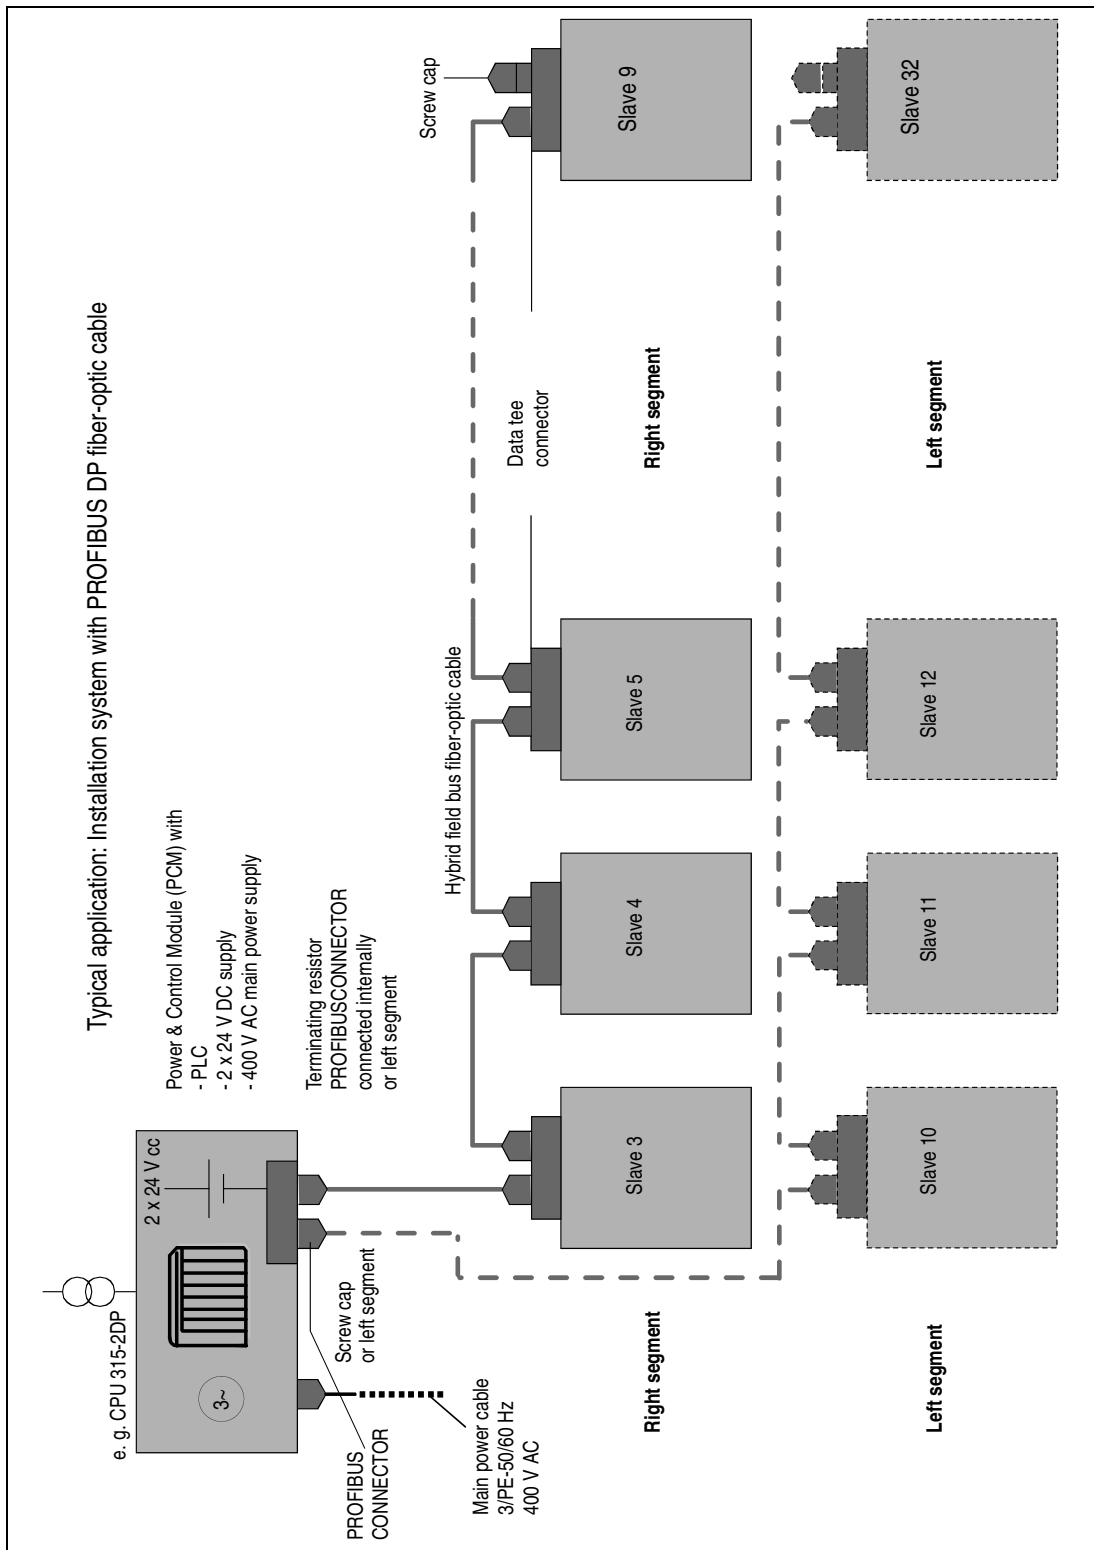 Typical application: Installation system with PROFIBUS DP fiber-optic cable
e. g. CPU 315-2DP
2 x 24 V cc
3~
Power & Control Module (PCM) with
- PLC
- 2 x 24 V DC supply
- 400 V AC main power supply
Terminating resistor
PROFIBUSCONNECTOR
connected internally
or left segment
Screw cap
or left segment
PROFIBUS
CONNECTOR
Main power cable
3/PE-50/60 Hz
400 V AC
Hybrid field bus fiber-optic cable
Data tee
connector
Screw cap
Slave 3
Slave 4
Slave 5
Slave 9
Right segment
Right segment
Slave 10
Slave 11
Slave 12
Slave 32
Left segment
Left segment